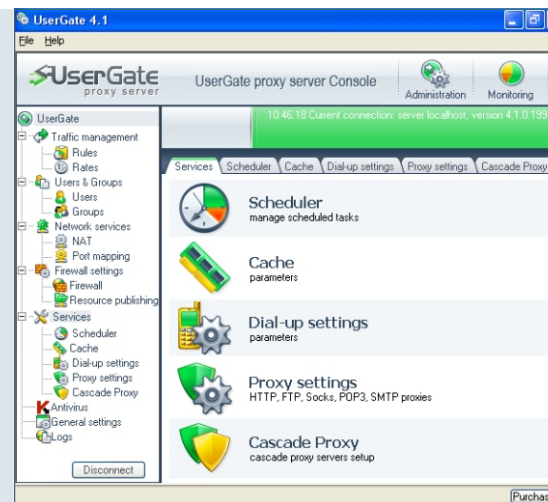 UserGate 4.1
File Help
UserGate
proxy server
UserGate proxy server Console
Administration
Monitoring
10:46:18 Current connection: server localhost, version 4.1.0.199
UserGate
Traffic management
Rules
Rates
Users & Groups
Users
Groups
Network services
NAT
Port mapping
Firewall settings
Firewall
Resource publishing
Services
Scheduler
Cache
Dial-up settings
Proxy settings
Cascade Proxy
Antivirus
General settings
Logs
Disconnect
Services Scheduler Cache Dial-up settings Proxy settings Cascade Proxy
Scheduler
manage scheduled tasks
Cache
parameters
Dial-up settings
parameters
Proxy settings
HTTP, FTP, Socks, POP3, SMTP proxies
Cascade Proxy
cascade proxy servers setup
Purchas